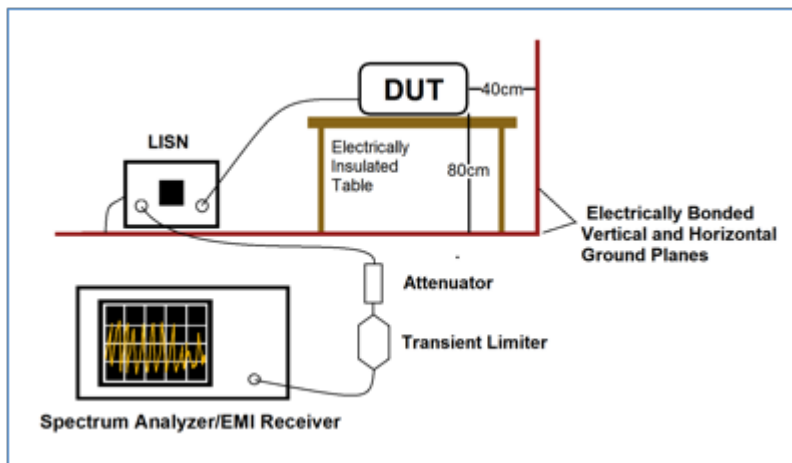 DUT
40cm
LISN
Electrically
Insulated
Table
80cm
Electrically Bonded
Vertical and Horizontal
Ground Planes
Attenuator
Transient Limiter
Spectrum Analyzer/EMI Receiver